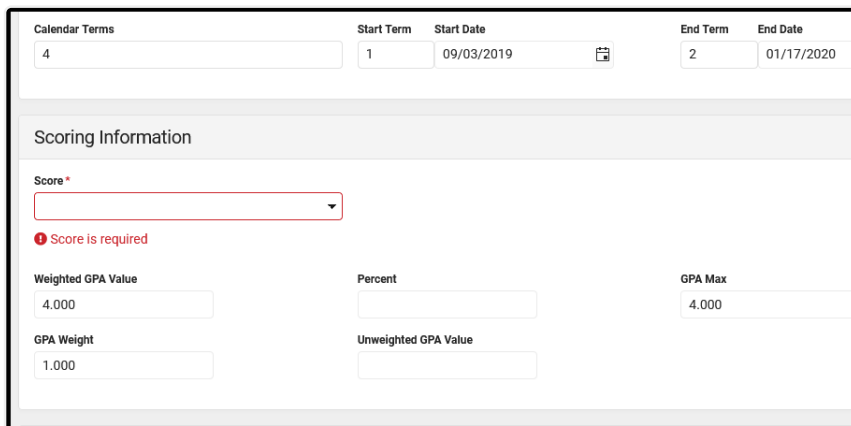 Calendar Terms Start Term Start Date End Term End Date
4 1 09/03/2019 2 01/17/2020
Scoring Information
Score *
Score is required
Weighted GPA Value Percent GPA Max
4.000 4.000
GPA Weight Unweighted GPA Value
1.000